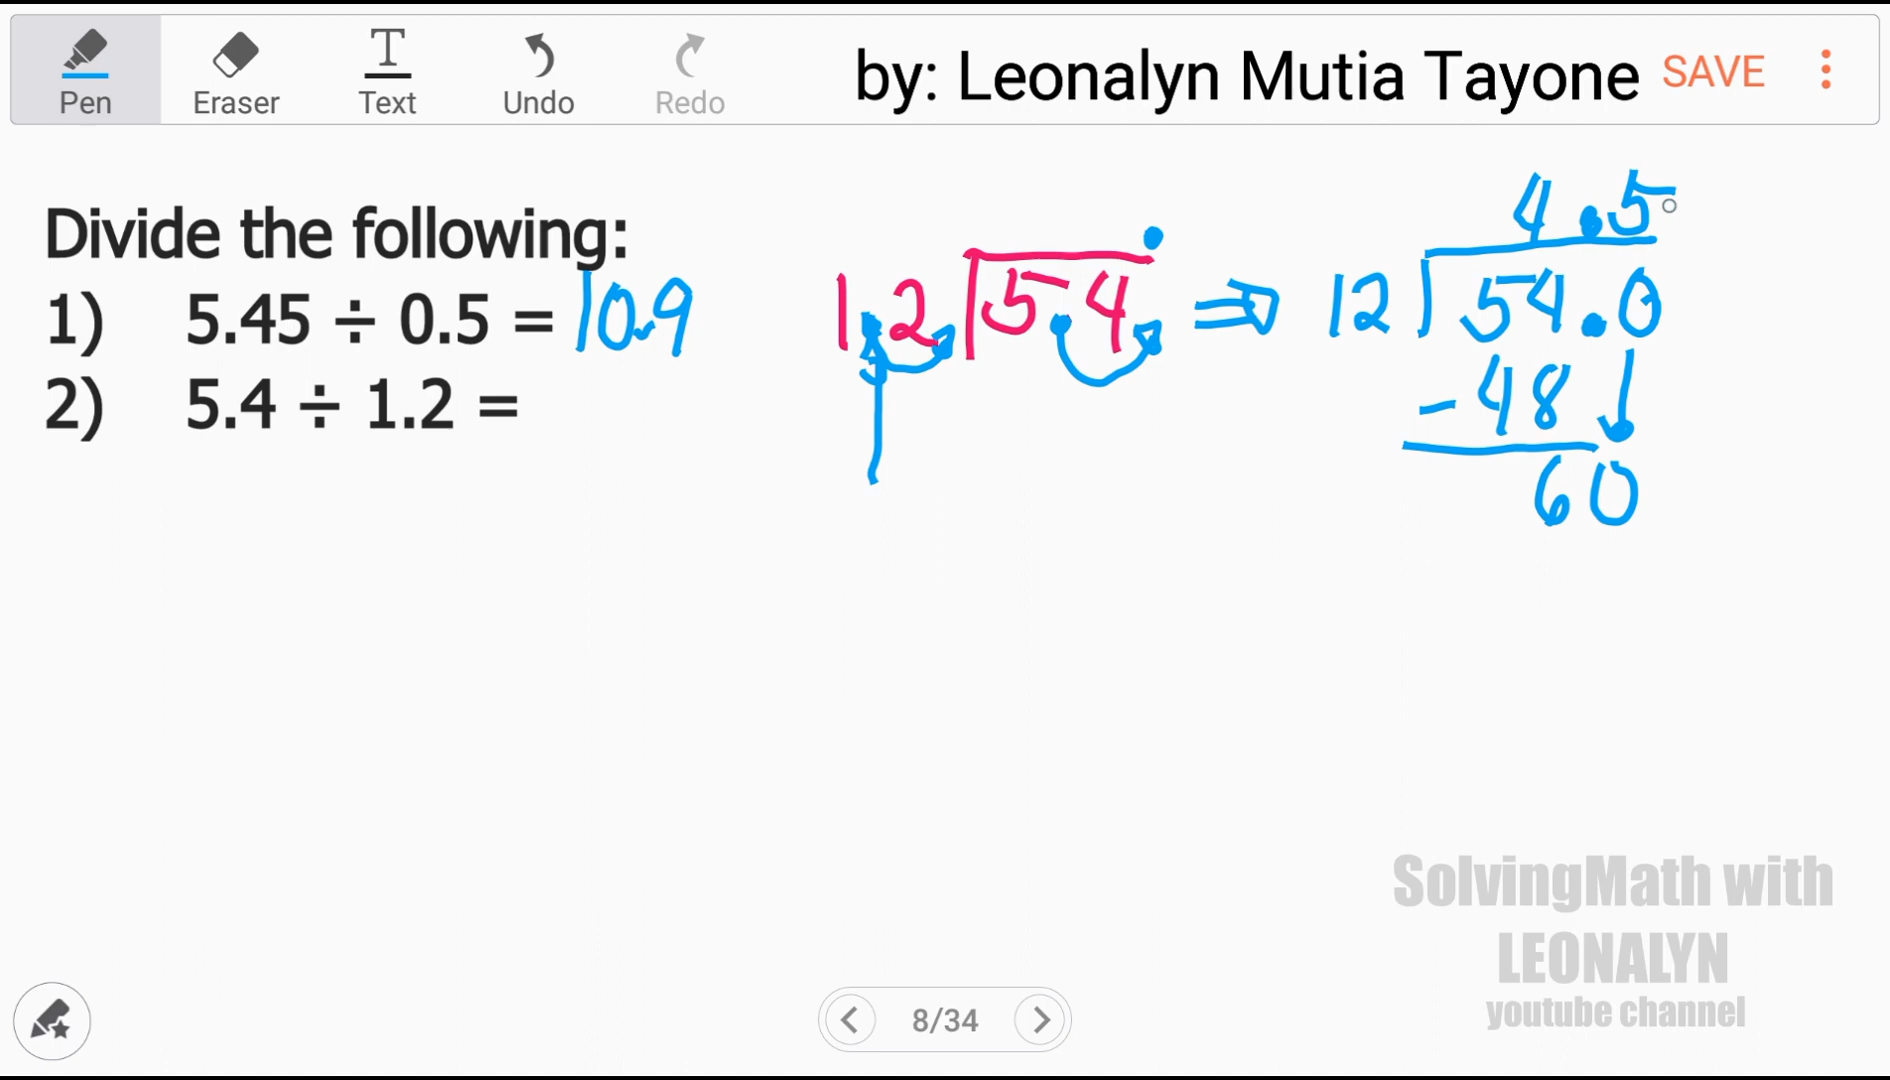 Pen
Eraser
Text
Undo
Redo
by: Leonalyn Mutia Tayone
SAVE
Divide the following:
1) 5.45 ÷ 0.5 = 10.9
2) 5.4 ÷ 1.2 =
1.2 5.4. ⇒ 12 54.0
4.5
- 48
60
SolvingMath with
LEONALYN
youtube channel
8/34